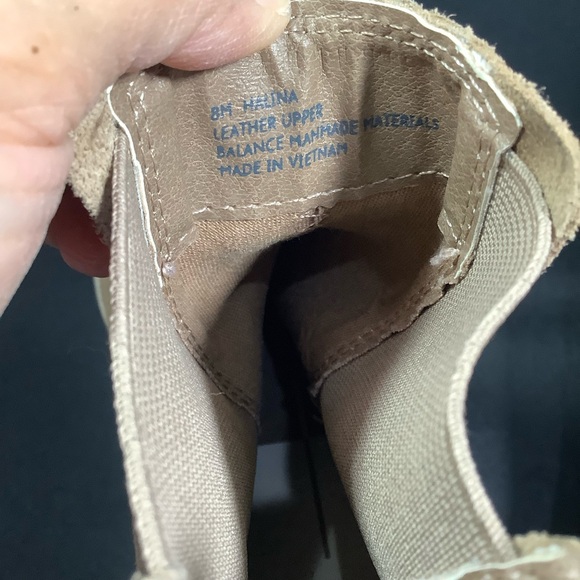 8M HALINA
LEATHER UPPER
BALANCE MANMADE MATERIALS
MADE IN VIETNAM